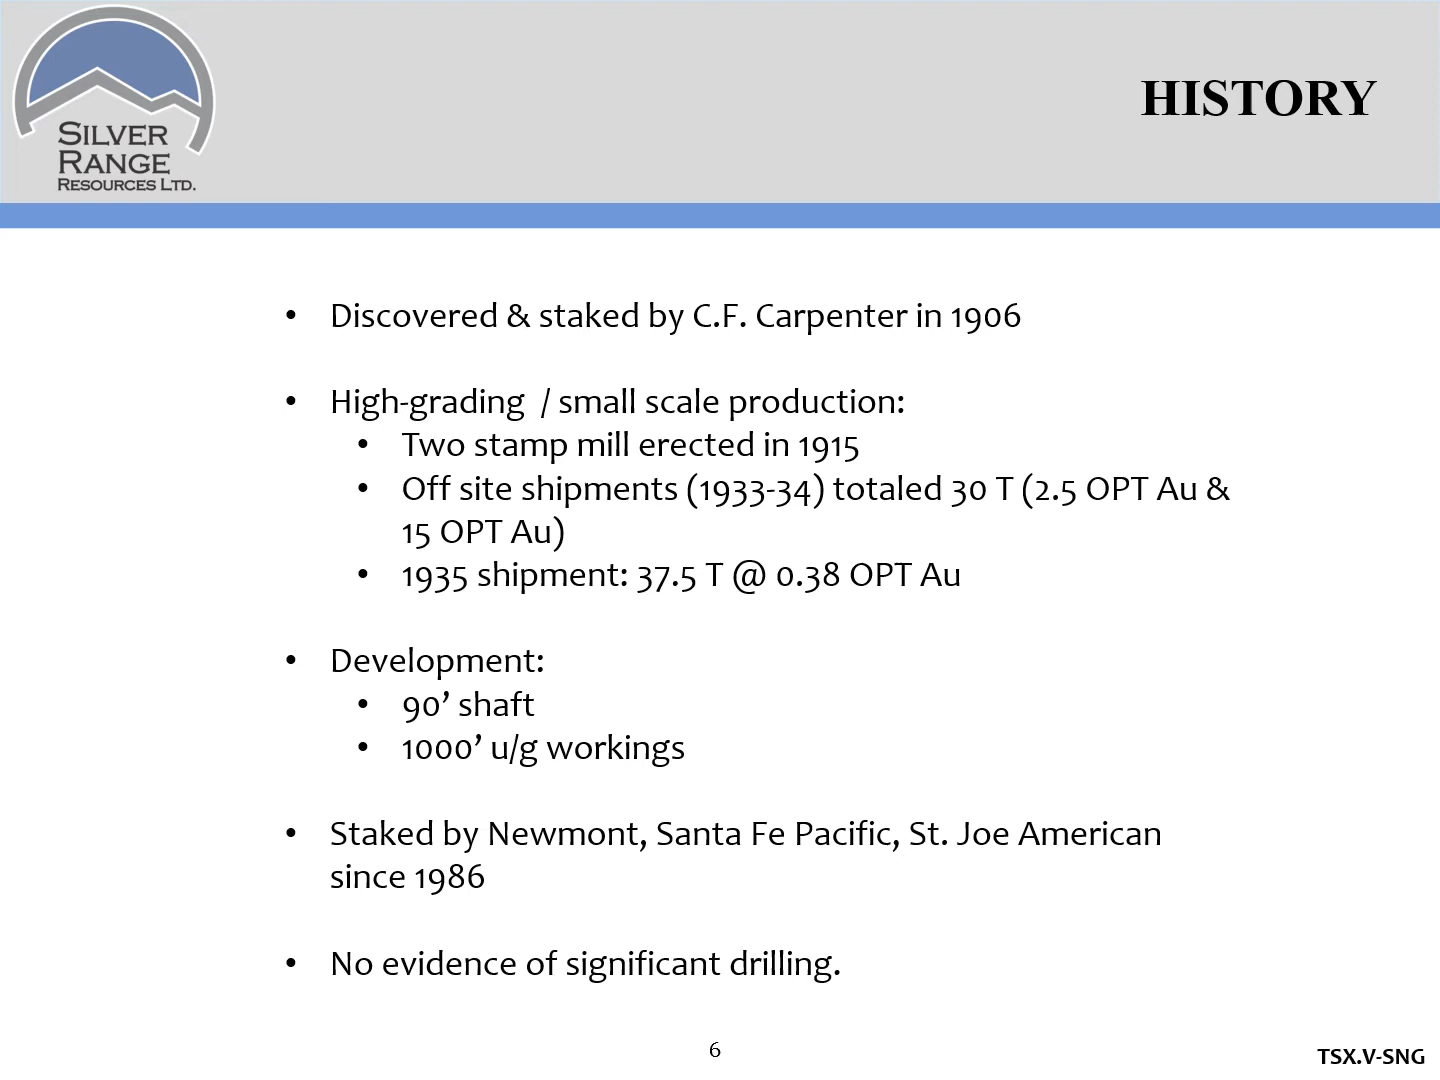 SILVER
RANGE
RESOURCES LTD.
HISTORY
• Discovered & staked by C.F. Carpenter in 1906
• High-grading / small scale production:
• Two stamp mill erected in 1915
• Off site shipments (1933-34) totaled 30 T (2.5 OPT Au &
15 OPT Au)
• 1935 shipment: 37.5 T @ 0.38 OPT Au
• Development:
• 90’ shaft
• 1000’ u/g workings
• Staked by Newmont, Santa Fe Pacific, St. Joe American
since 1986
• No evidence of significant drilling.
6
TSX.V-SNG